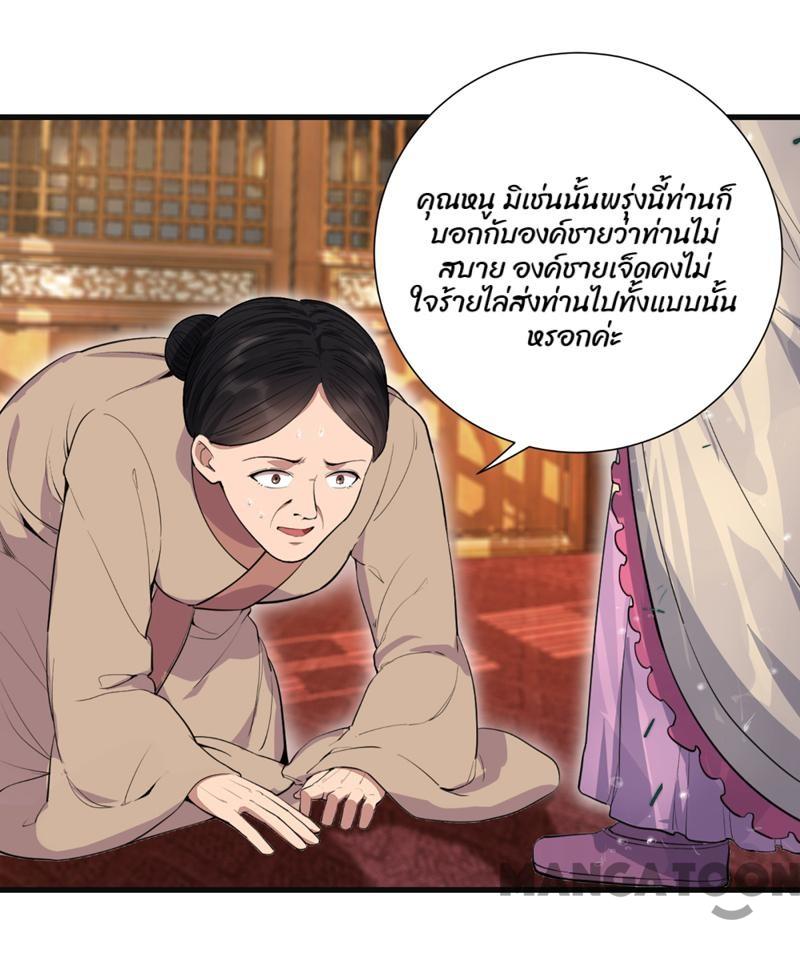 คุณหนู มิเช่นนั้นพรุ่งนี้ท่านก็
บอกกับองค์ชายว่าท่านไม่
สบาย องค์ชายเจ็ดคงไม่
ใจร้ายไล่ส่งท่านไปทั้งแบบนั้น
หรอกค่ะ
MANGATOON